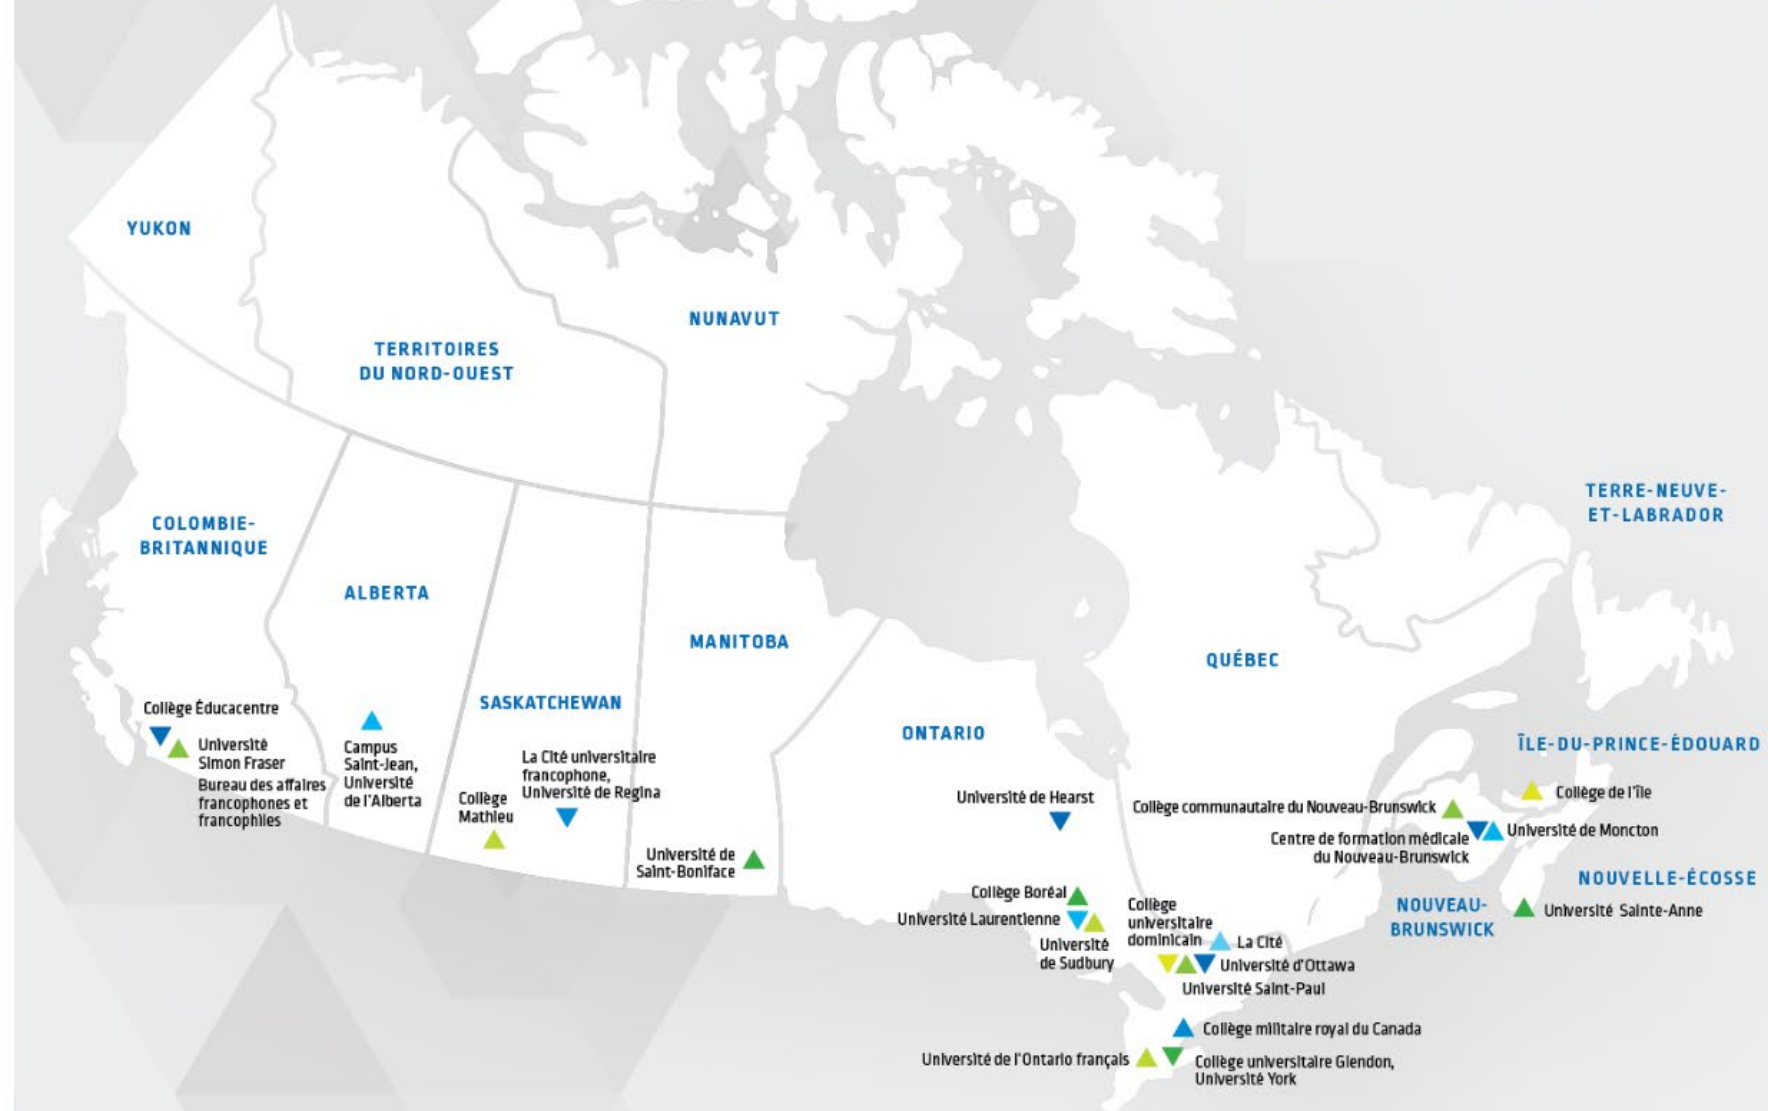 YUKON
TERRITOIRES
DU NORD-OUEST
NUNAVUT
COLOMBIE-
BRITANNIQUE
ALBERTA
SASKATCHEWAN
MANITOBA
ONTARIO
QUÉBEC
TERRE-NEUVE-
ET-LABRADOR
ÎLE-DU-PRINCE-ÉDOUARD
NOUVELLE-ÉCOSSE
NOUVEAU-
BRUNSWICK
Collège Éducacentre
Université
Simon Fraser
Bureau des affaires
francophones et
francophiles
Campus
Saint-Jean,
Université
de l'Alberta
Collège
Mathieu
La Cité universitaire
francophone,
Université de Regina
Université de
Saint-Boniface
Université de Hearst
Collège Boréal
Université Laurentienne
Université
de Sudbury
Collège
universitaire
dominicain
La Cité
Université d'Ottawa
Université Saint-Paul
Collège militaire royal du Canada
Université de l'Ontario français
Collège universitaire Glendon,
Université York
Collège communautaire du Nouveau-Brunswick
Centre de formation médicale
du Nouveau-Brunswick
Université de Moncton
Collège de l'île
Université Sainte-Anne